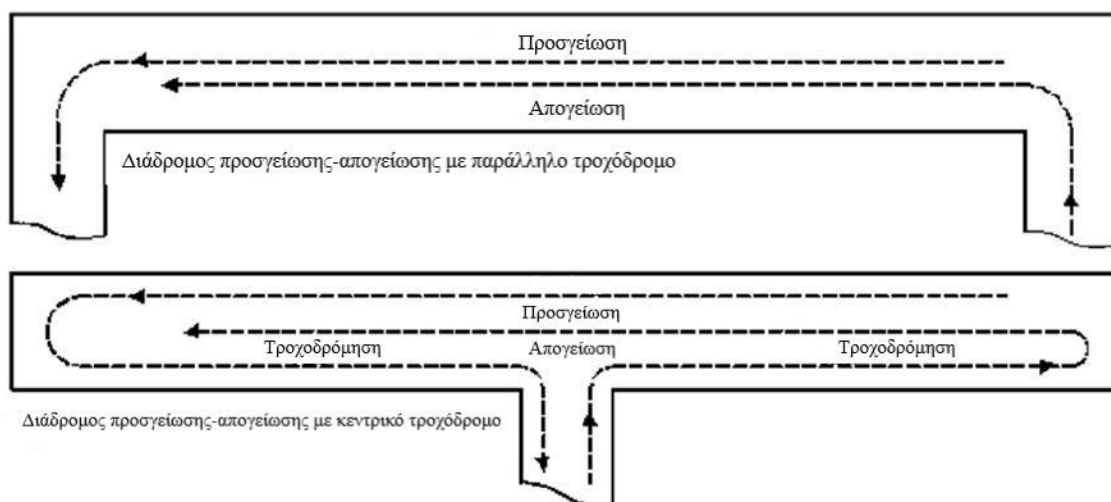 Προσγείωση
Απογείωση
Διάδρομος προσγείωσης-απογείωσης με παράλληλο τροχόδρομο
Προσγείωση
Τροχοδρόμηση Απογείωση Τροχοδρόμηση
Διάδρομος προσγείωσης-απογείωσης με κεντρικό τροχόδρομο